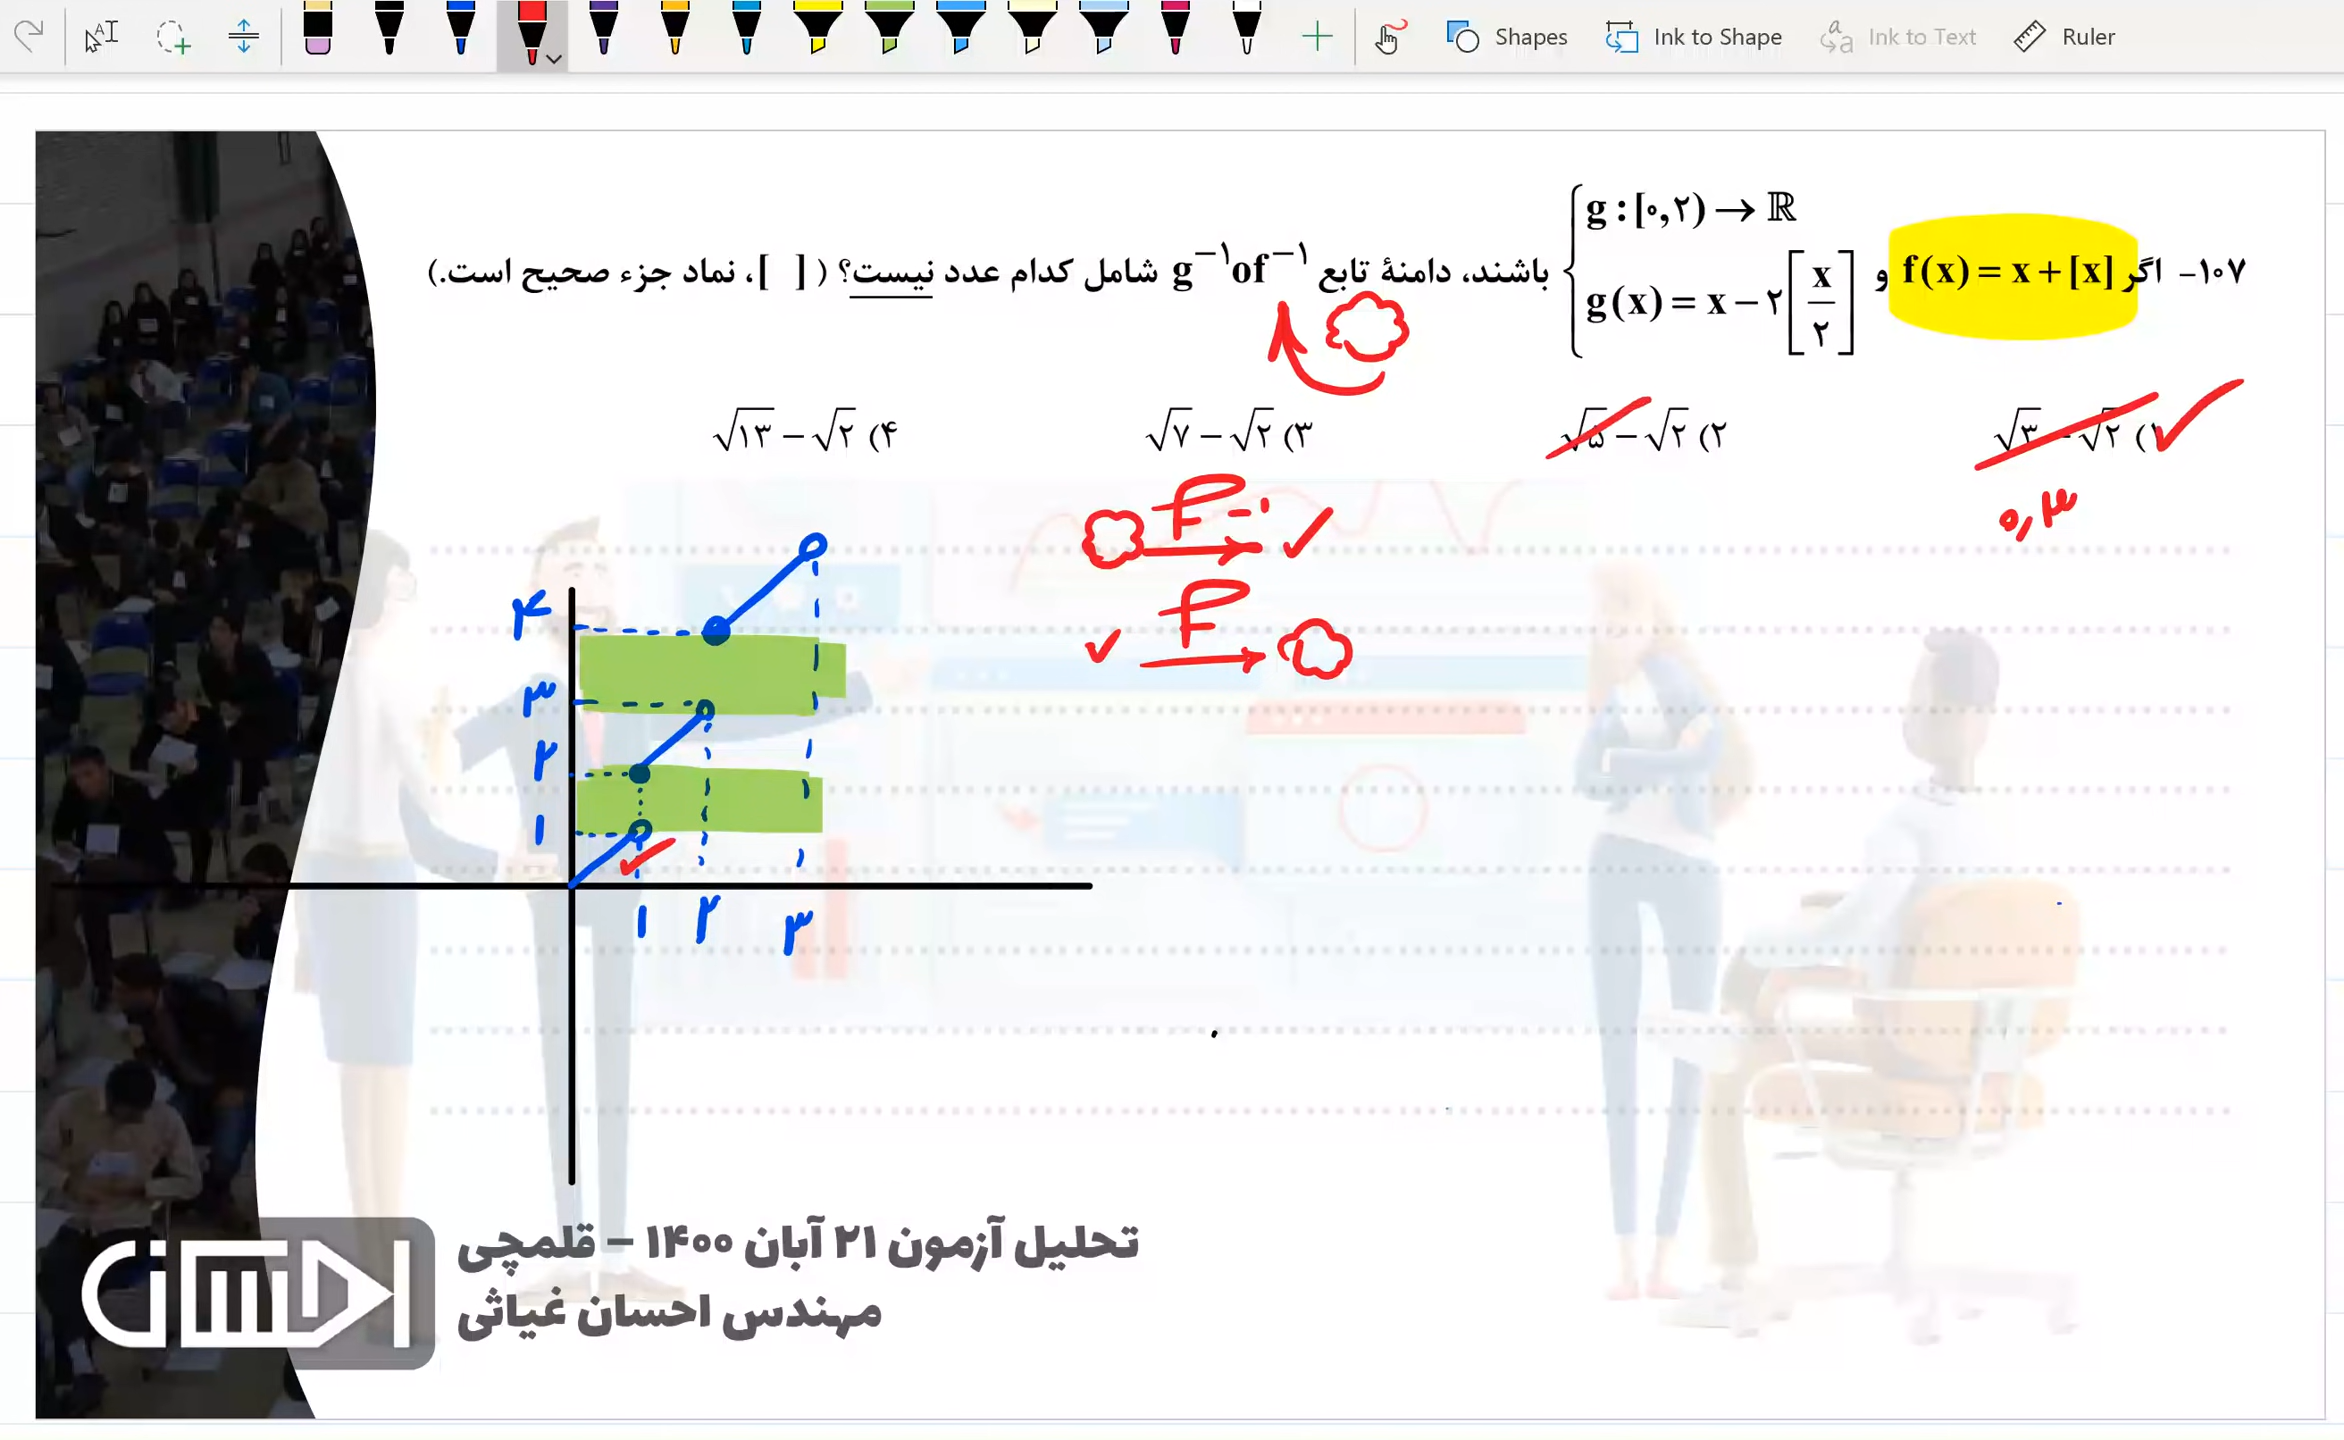 Shapes Ink to Shape Ink to Text Ruler
۱۰۷- اگر f(x) = x + [x] و { g : [۰,۲) → ℝ
g(x) = x − ۲[x/۲] باشند، دامنهٔ تابع g⁻¹of⁻¹ شامل کدام عدد نیست؟ ( [ ]، نماد جزء صحیح است.)
۱) √۳ − √۲ ۲) √۵ − √۲ ۳) √۷ − √۲ ۴) √۱۳ − √۲
۰٫۳
f⁻¹
f
۴
۳
۲
۱
۱ ۲ ۳
تحلیل آزمون ۲۱ آبان ۱۴۰۰ – قلمچی
مهندس احسان غیاثی